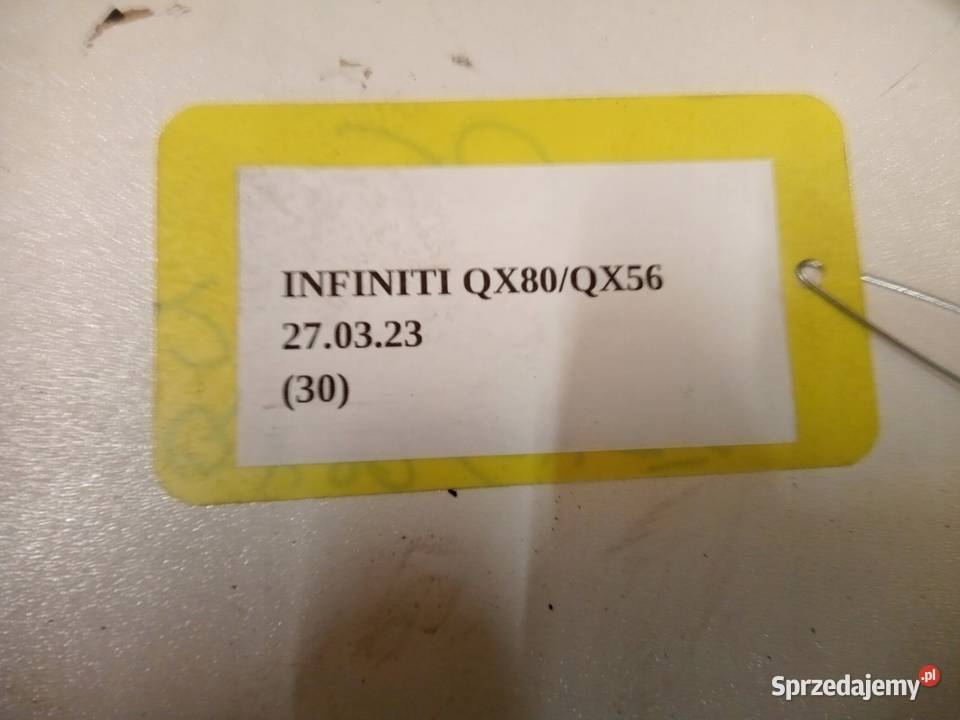 INFINITI QX80/QX56
27.03.23
(30)
Sprzedajemy.pl